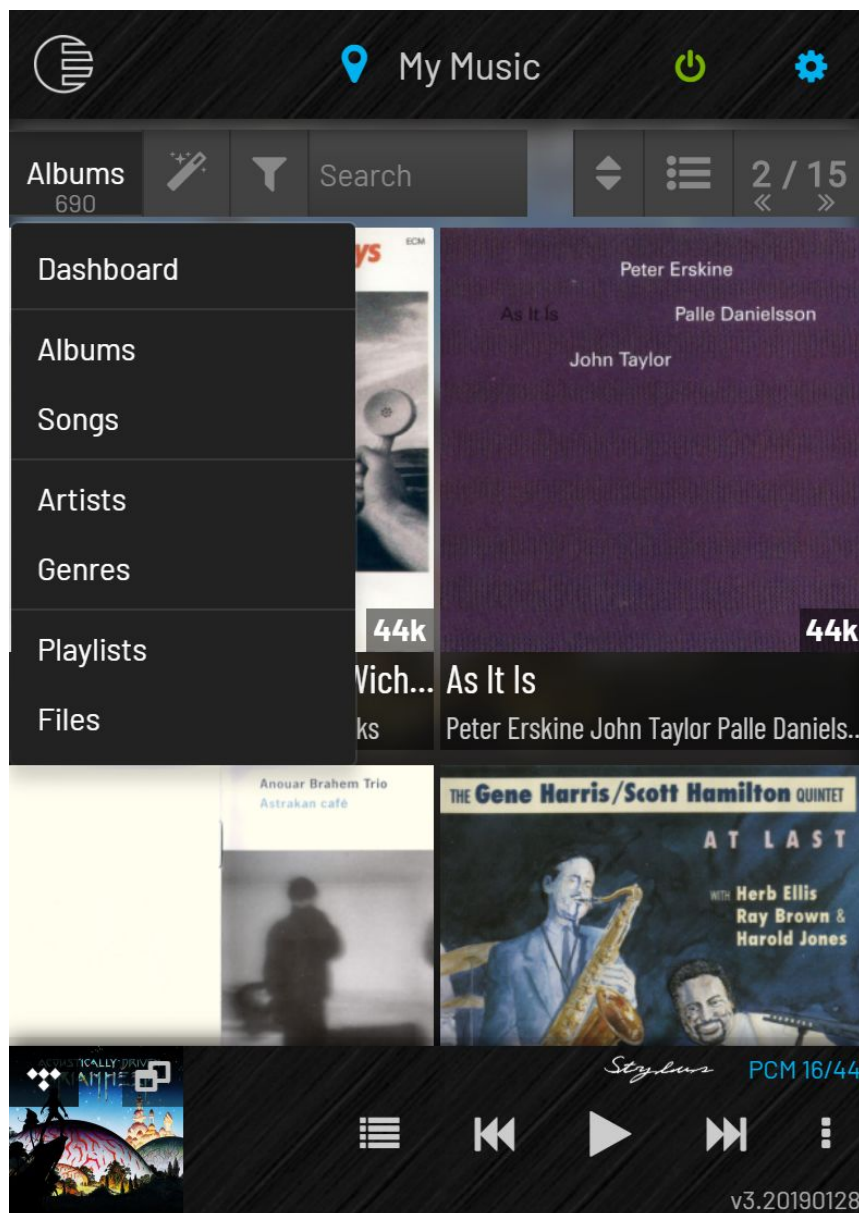 My Music
Albums
690
Search
2 / 15
Dashboard
Albums
Songs
Artists
Genres
Playlists
Files
ys
ECM
44k
Wich...
ks
Peter Erskine
As It Is
Palle Danielsson
John Taylor
44k
As It Is
Peter Erskine John Taylor Palle Daniels..
Anouar Brahem Trio
Astrakan café
THE Gene Harris/Scott Hamilton QUINTET
AT LAST
WITH Herb Ellis
Ray Brown &
Harold Jones
ACOUSTICALLY DRIVEN
Stylus
PCM 16/44
v3.20190128